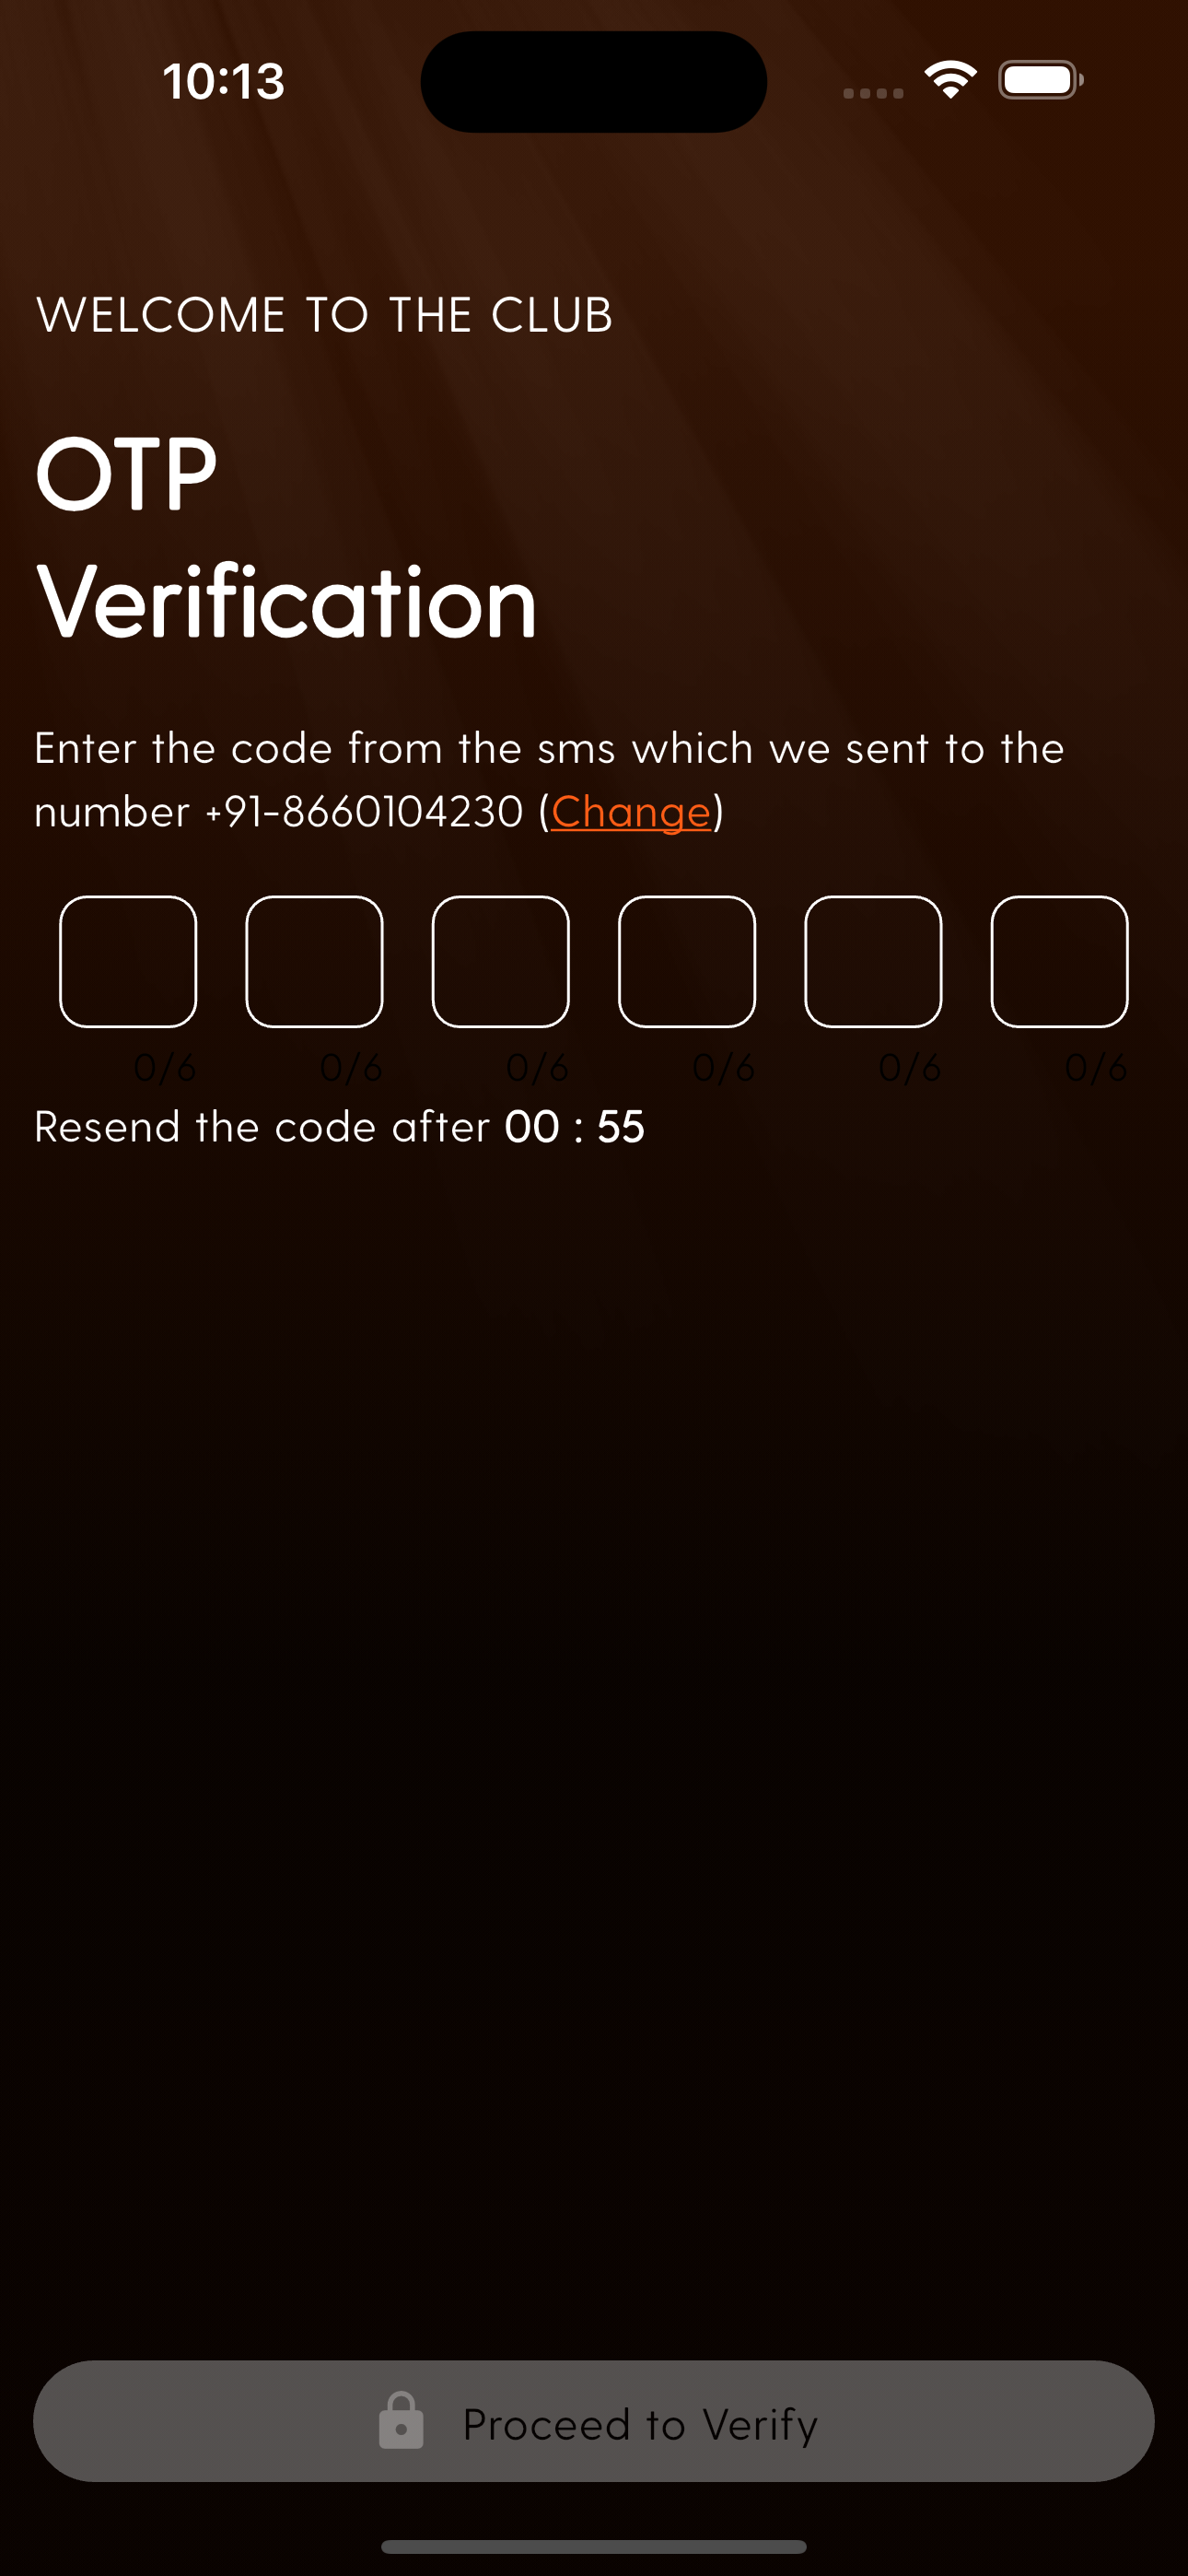 10:13
WELCOME TO THE CLUB
OTP
Verification
Enter the code from the sms which we sent to the
number +91-8660104230 (Change)
0/6 0/6 0/6 0/6 0/6 0/6
Resend the code after 00 : 55
Proceed to Verify